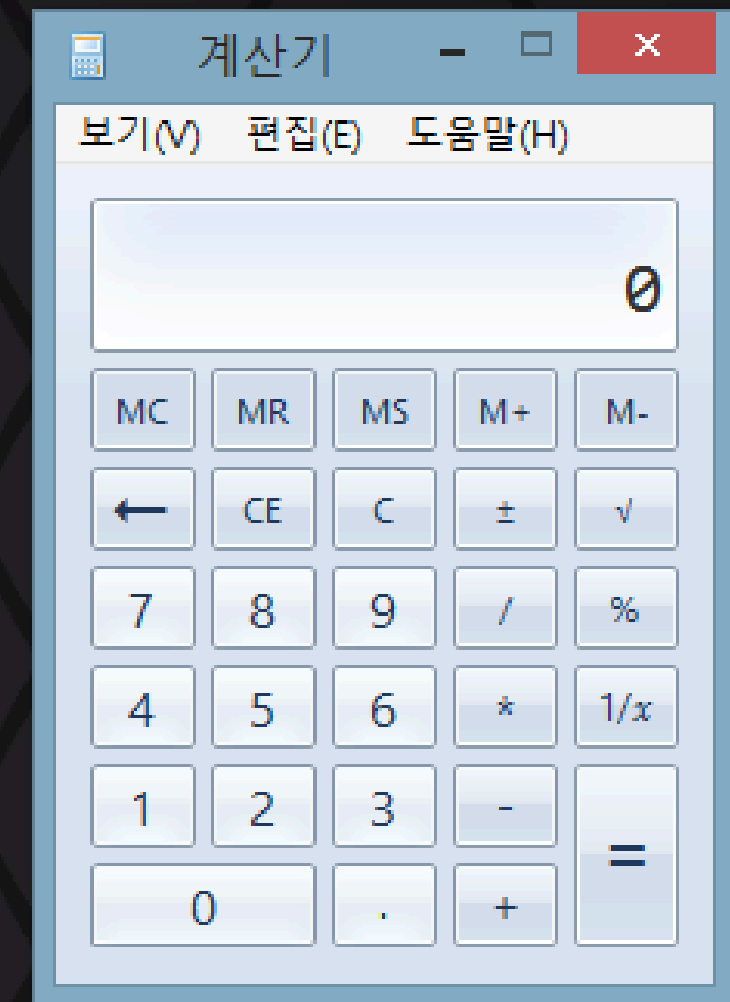 계산기
보기(V) 편집(E) 도움말(H)
0
MC MR MS M+ M-
← CE C ± √
7 8 9 / %
4 5 6 * 1/x
1 2 3 - =
0 . +